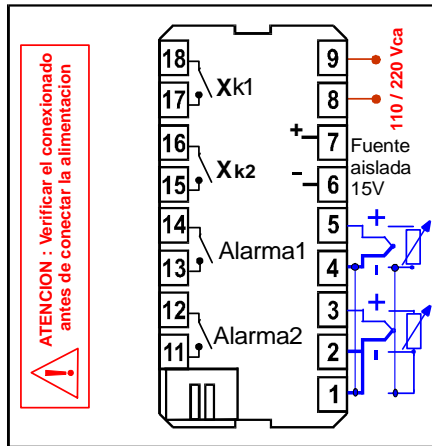 ATENCION : Verificar el conexionado
antes de conectar la alimentacion
18
17
Xk1
16
15
Xk2
14
13
Alarma1
12
11
Alarma2
9
8
110 / 220 Vca
+
7
-
6
Fuente
aislada
15V
5
+
4
-
3
+
2
-
1